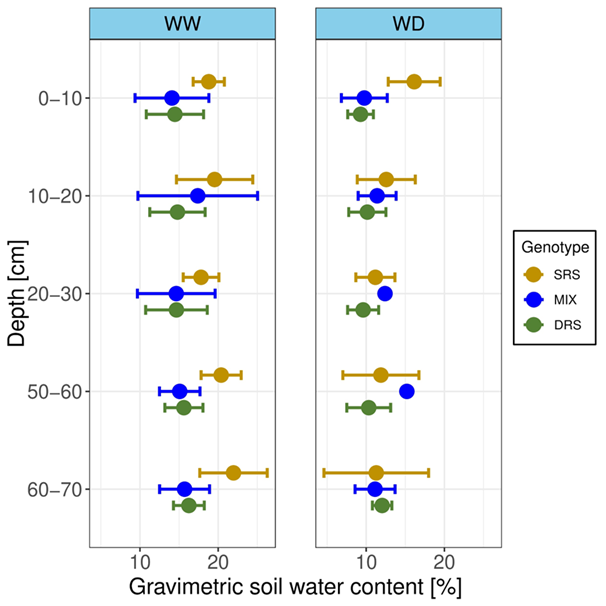 WW WD
Depth [cm]
0−10
10−20
20−30
50−60
60−70
10 20 10 20
Gravimetric soil water content [%]
Genotype
SRS
MIX
DRS